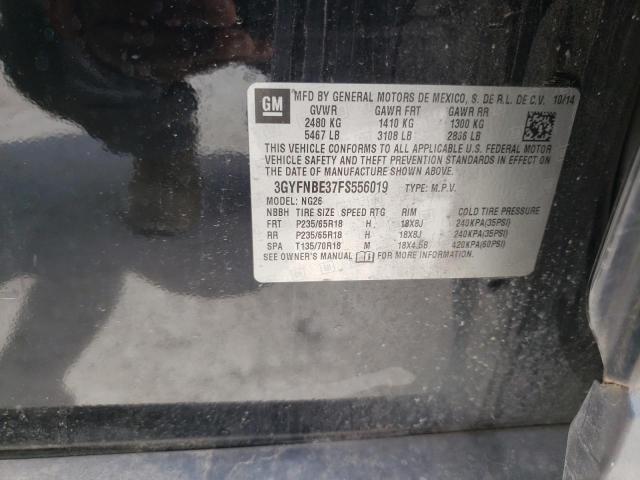 GM
MFD BY GENERAL MOTORS DE MEXICO, S. DE R.L. DE C.V. 10/14
GVWR GAWR FRT GAWR RR
2480 KG 1410 KG 1300 KG
5467 LB 3108 LB 2866 LB
THIS VEHICLE CONFORMS TO ALL APPLICABLE U.S. FEDERAL MOTOR
VEHICLE SAFETY AND THEFT PREVENTION STANDARDS IN EFFECT ON THE
DATE OF MANUFACTURE SHOWN ABOVE.
3GYFNBE37FS556019 TYPE: M.P.V.
MODEL: NG26
NBBH TIRE SIZE SPEED RTG RIM COLD TIRE PRESSURE
FRT P235/65R18 H 18X8J 240KPA(35PSI)
RR P235/65R18 H 18X8J 240KPA(35PSI)
SPA T135/70R18 M 18X4.5B 420KPA(60PSI)
SEE OWNER'S MANUAL FOR MORE INFORMATION.